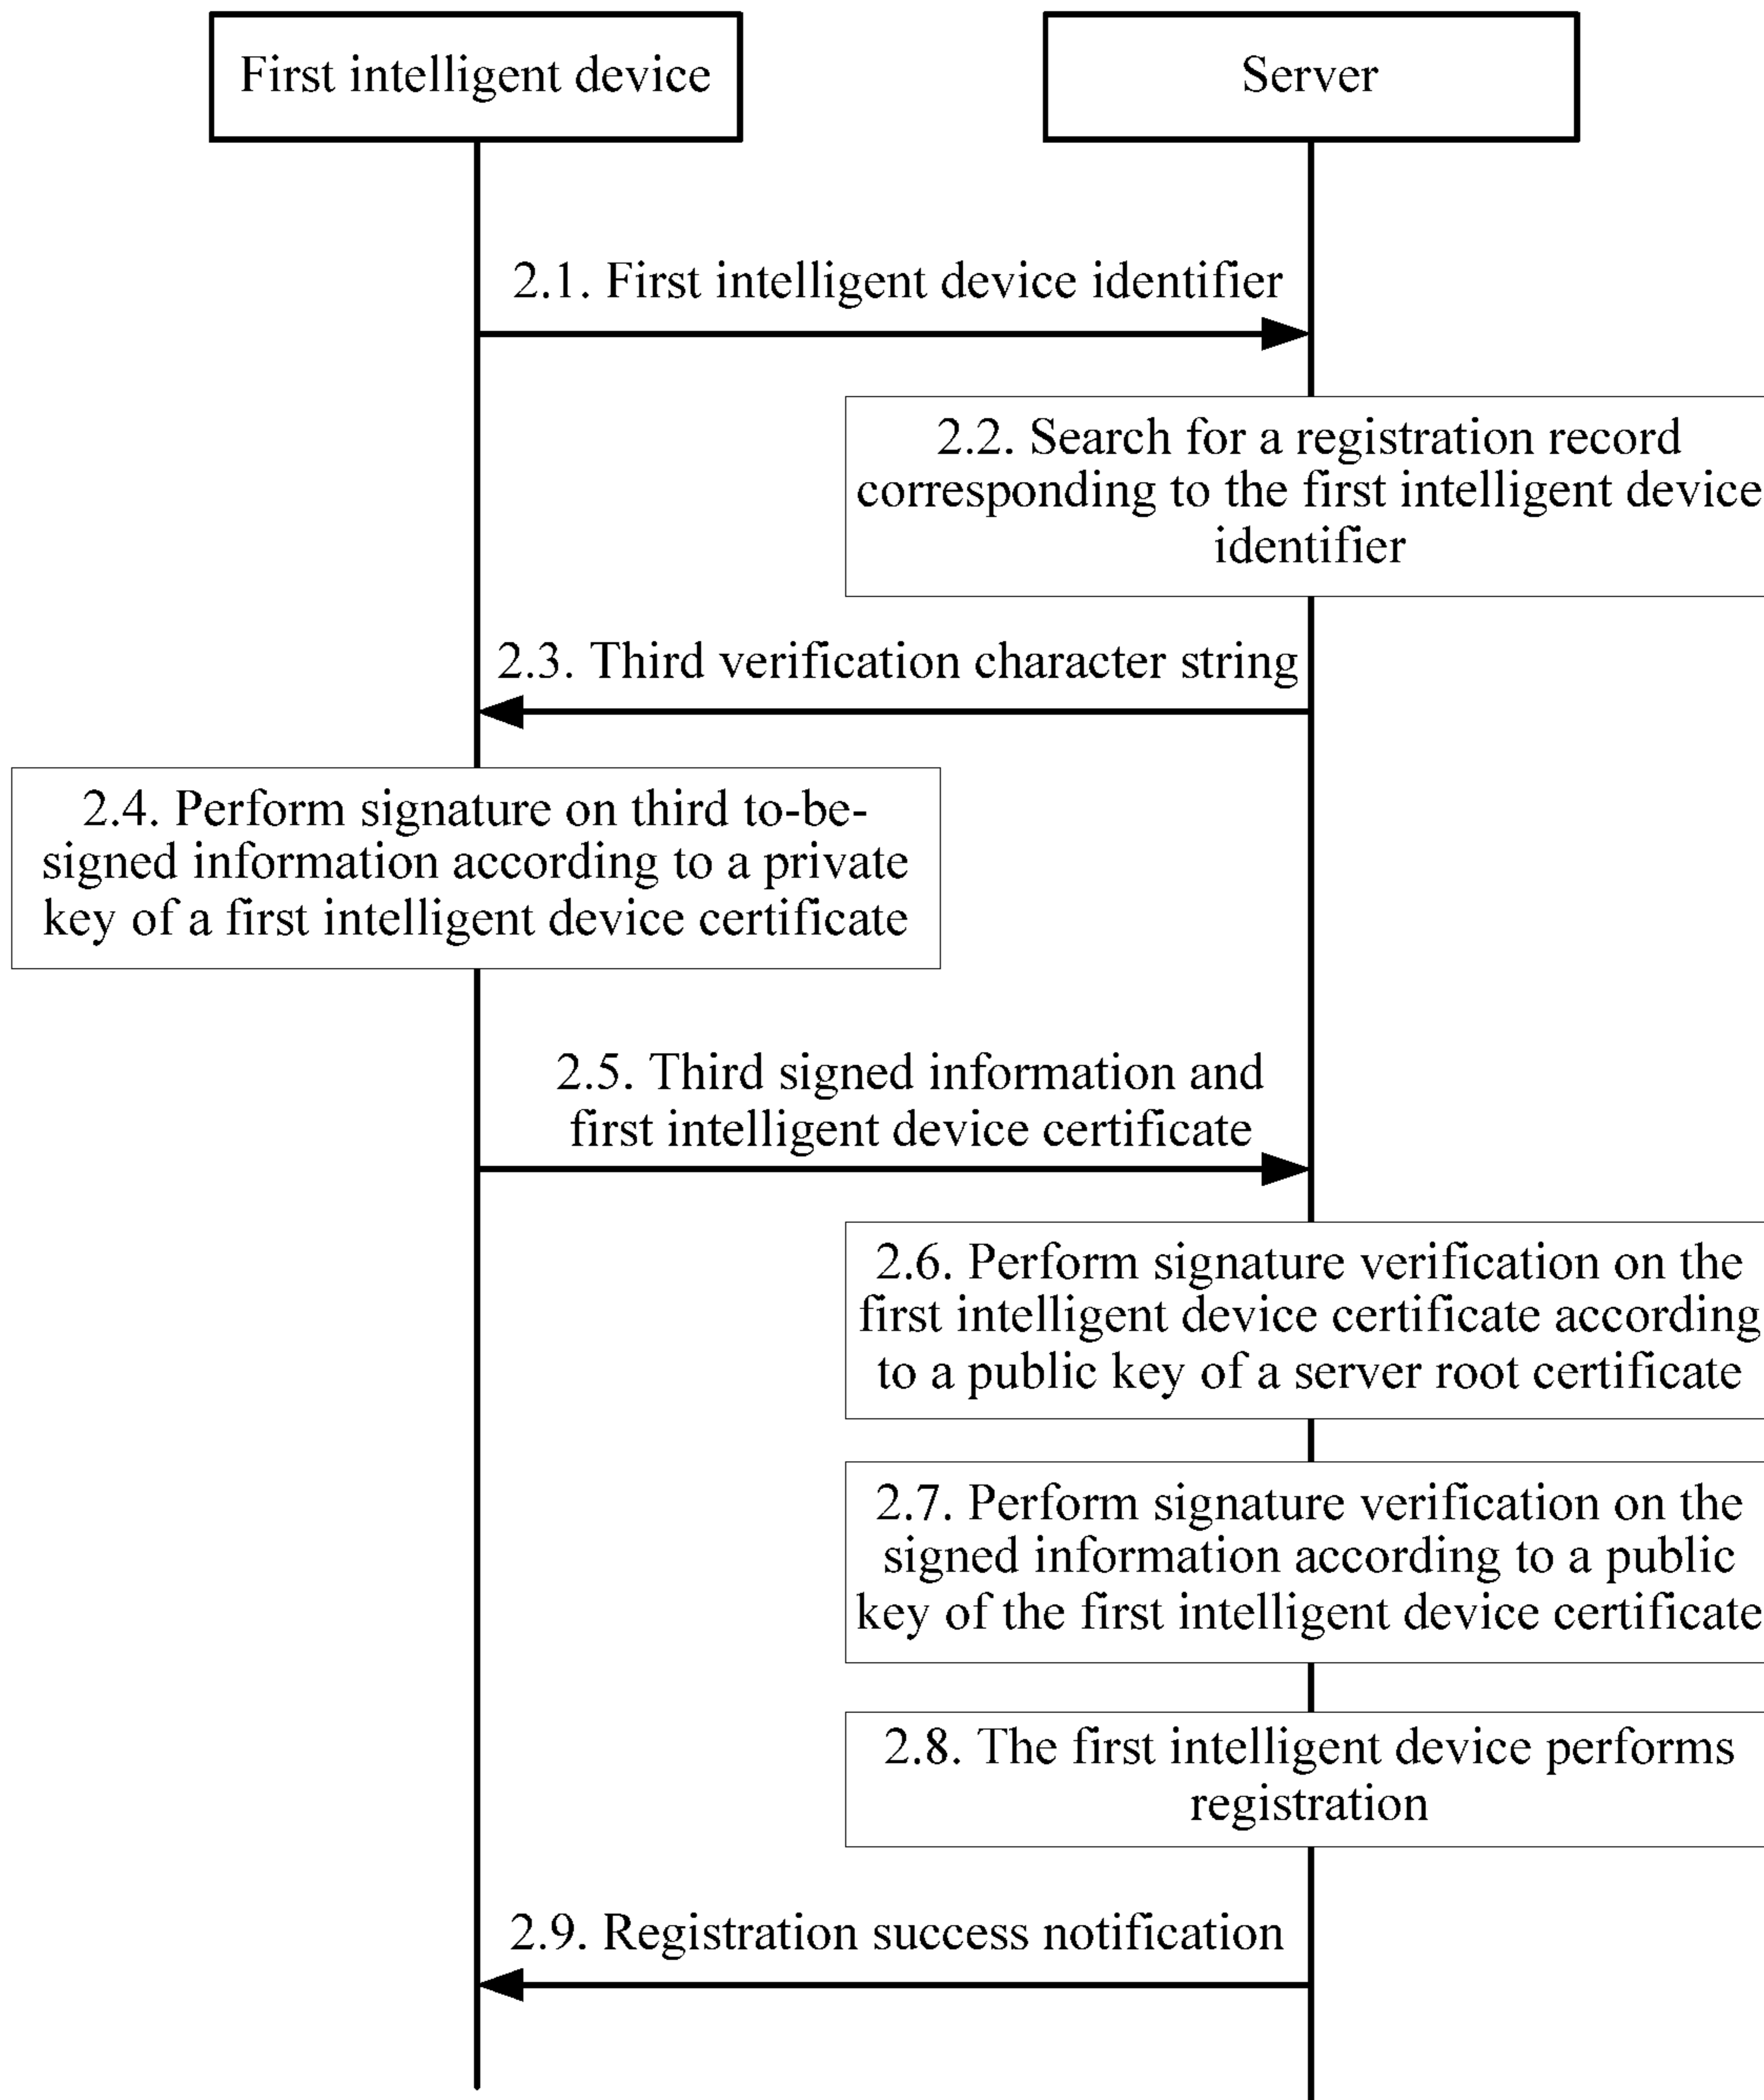 First intelligent device
Server
2.1. First intelligent device identifier
2.2. Search for a registration record
corresponding to the first intelligent device
identifier
2.3. Third verification character string
2.4. Perform signature on third to-be-
signed information according to a private
key of a first intelligent device certificate
2.5. Third signed information and
first intelligent device certificate
2.6. Perform signature verification on the
first intelligent device certificate according
to a public key of a server root certificate
2.7. Perform signature verification on the
signed information according to a public
key of the first intelligent device certificate
2.8. The first intelligent device performs
registration
2.9. Registration success notification